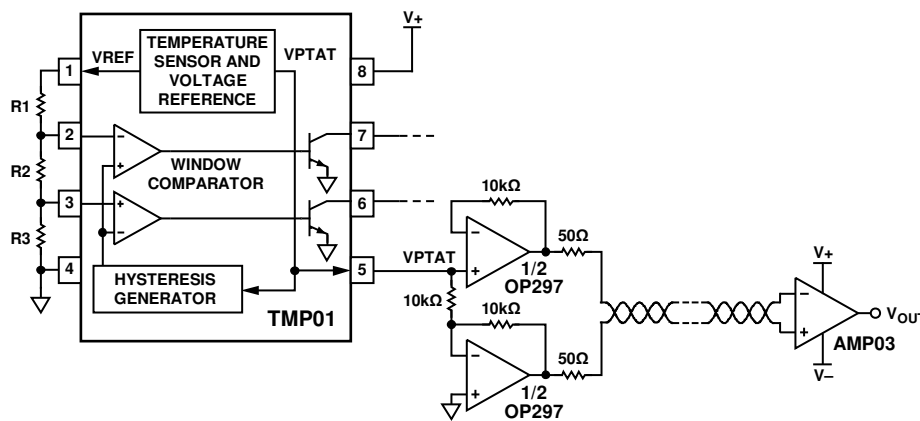 V+
TEMPERATURE
SENSOR AND
VOLTAGE
REFERENCE
VREF
VPTAT
1
8
R1
2
7
R2
WINDOW
COMPARATOR
3
6
R3
4
HYSTERESIS
GENERATOR
5
TMP01
VPTAT
10kΩ
50Ω
1/2
OP297
10kΩ
10kΩ
50Ω
1/2
OP297
V+
VOUT
AMP03
V–
− +
+ −
− +
− +
− +